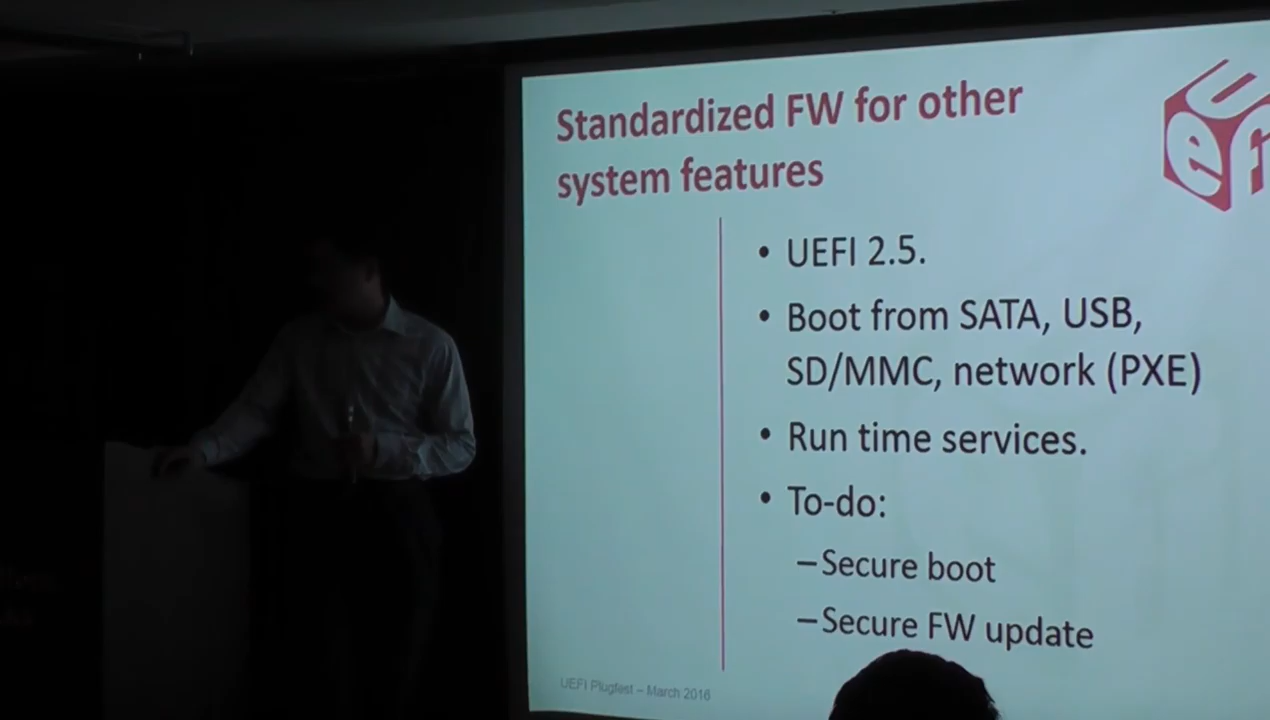 Standardized FW for other
system features
• UEFI 2.5.
• Boot from SATA, USB,
SD/MMC, network (PXE)
• Run time services.
• To-do:
–Secure boot
–Secure FW update
UEFI Plugfest – March 2016